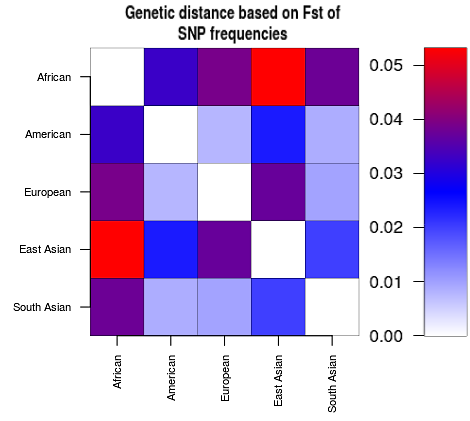 Genetic distance based on Fst of
SNP frequencies
African
American
European
East Asian
South Asian
African
American
European
East Asian
South Asian
0.05
0.04
0.03
0.02
0.01
0.00